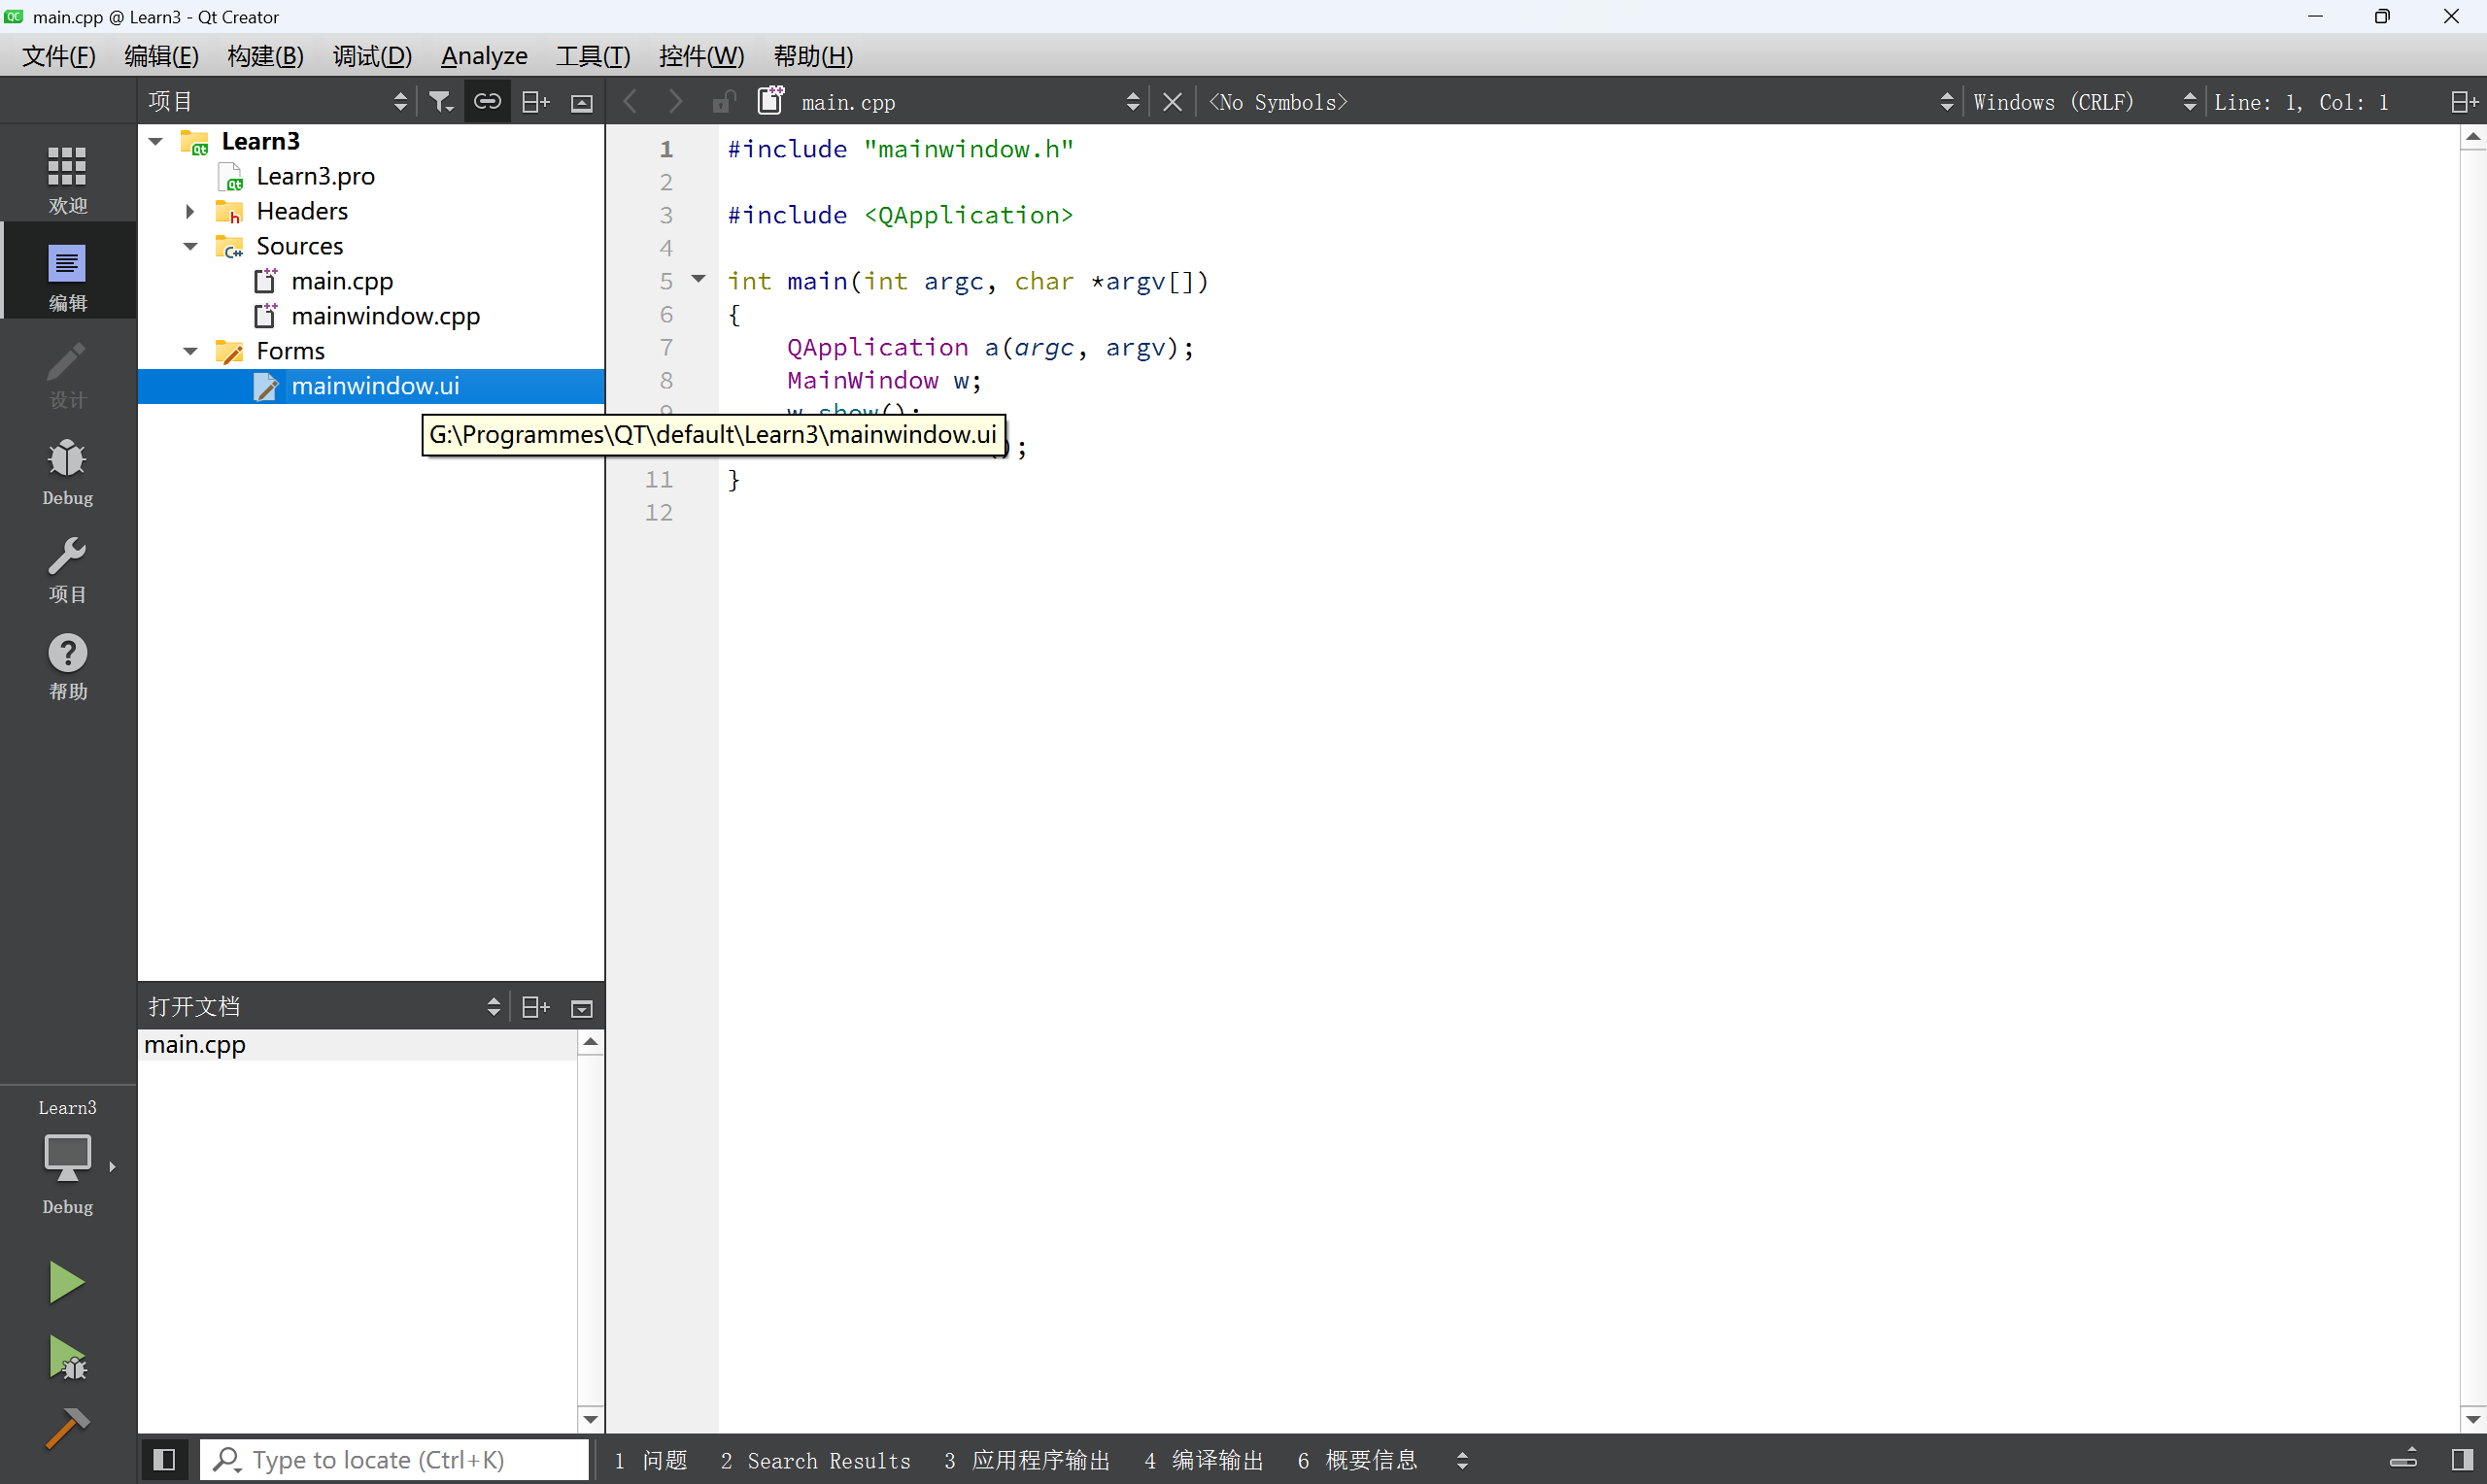 main.cpp @ Learn3 - Qt Creator
文件(F) 编辑(E) 构建(B) 调试(D) Analyze 工具(T) 控件(W) 帮助(H)
项目 main.cpp <No Symbols> Windows (CRLF) Line: 1, Col: 1
欢迎
编辑
设计
Debug
项目
帮助
Learn3
Learn3.pro
Headers
Sources
main.cpp
mainwindow.cpp
Forms
mainwindow.ui
G:\Programmes\QT\default\Learn3\mainwindow.ui
1 #include "mainwindow.h"
2
3 #include <QApplication>
4
5 int main(int argc, char *argv[])
6 {
7 QApplication a(argc, argv);
8 MainWindow w;
9 w.show();
);
11 }
12
打开文档
main.cpp
Learn3
Debug
Type to locate (Ctrl+K)
1 问题 2 Search Results 3 应用程序输出 4 编译输出 6 概要信息